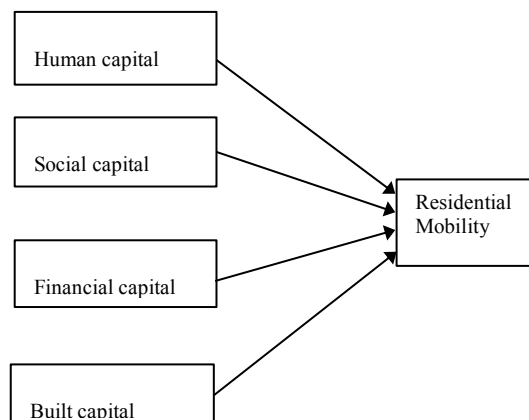 Human capital
Social capital
Financial capital
Built capital
Residential
Mobility